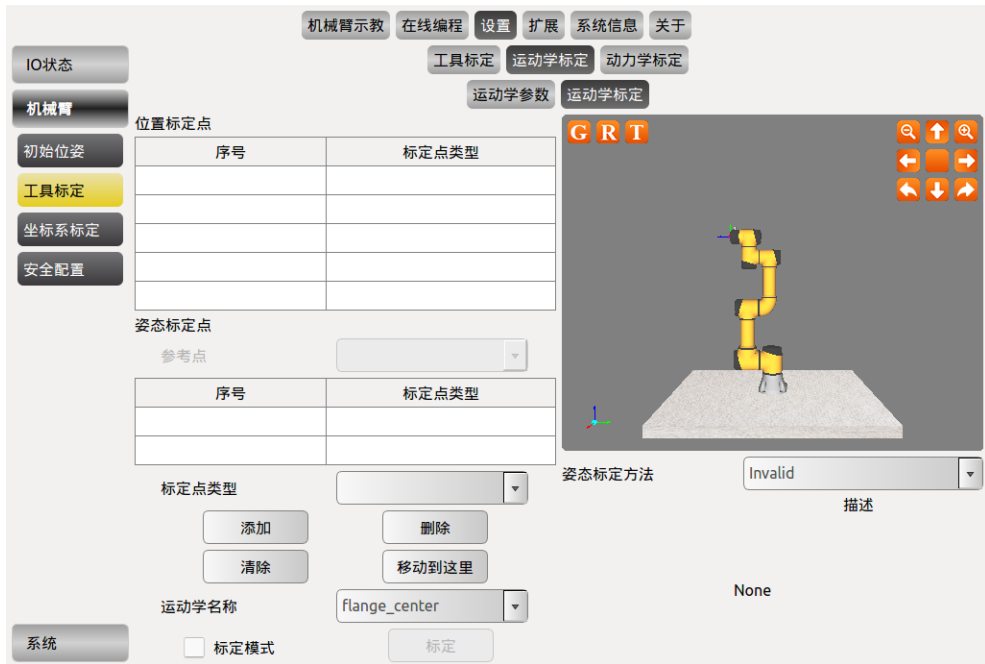 机械臂示教 在线编程 设置 扩展 系统信息 关于
IO状态
工具标定 运动学标定 动力学标定
机械臂
运动学参数 运动学标定
初始位姿
工具标定
坐标系标定
安全配置
系统
位置标定点
序号 标定点类型
姿态标定点
参考点
序号 标定点类型
标定点类型
添加 删除
清除 移动到这里
运动学名称 flange_center
标定模式 标定
G R T
姿态标定方法 Invalid
描述
None